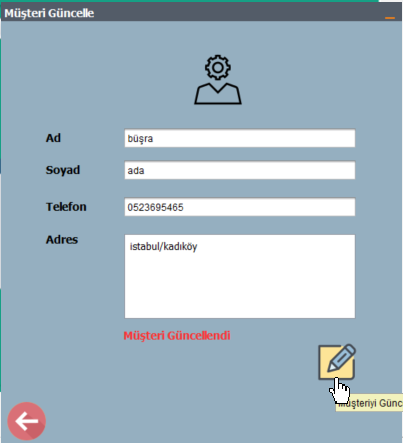 Müşteri Güncelle
Ad büşra
Soyad ada
Telefon 0523695465
Adres istabul/kadıköy
Müşteri Güncellendi